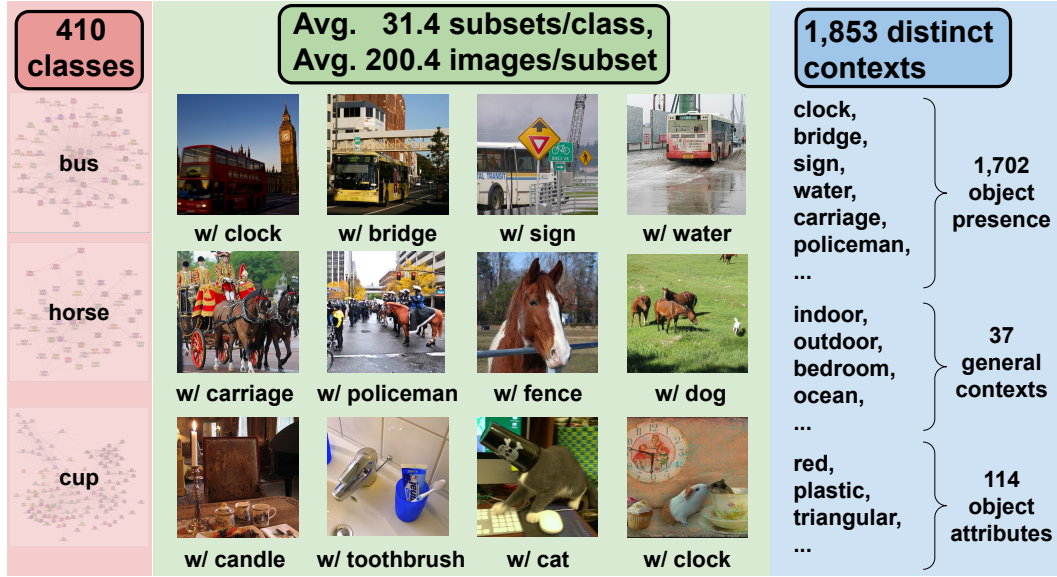 410
classes
Avg. 31.4 subsets/class,
Avg. 200.4 images/subset
1,853 distinct
contexts
bus
w/ clock
w/ bridge
w/ sign
w/ water
horse
w/ carriage
w/ policeman
w/ fence
w/ dog
cup
w/ candle
w/ toothbrush
w/ cat
w/ clock
clock,
bridge,
sign,
water,
carriage,
policeman,
...
1,702
object
presence
indoor,
outdoor,
bedroom,
ocean,
...
37
general
contexts
red,
plastic,
triangular,
...
114
object
attributes